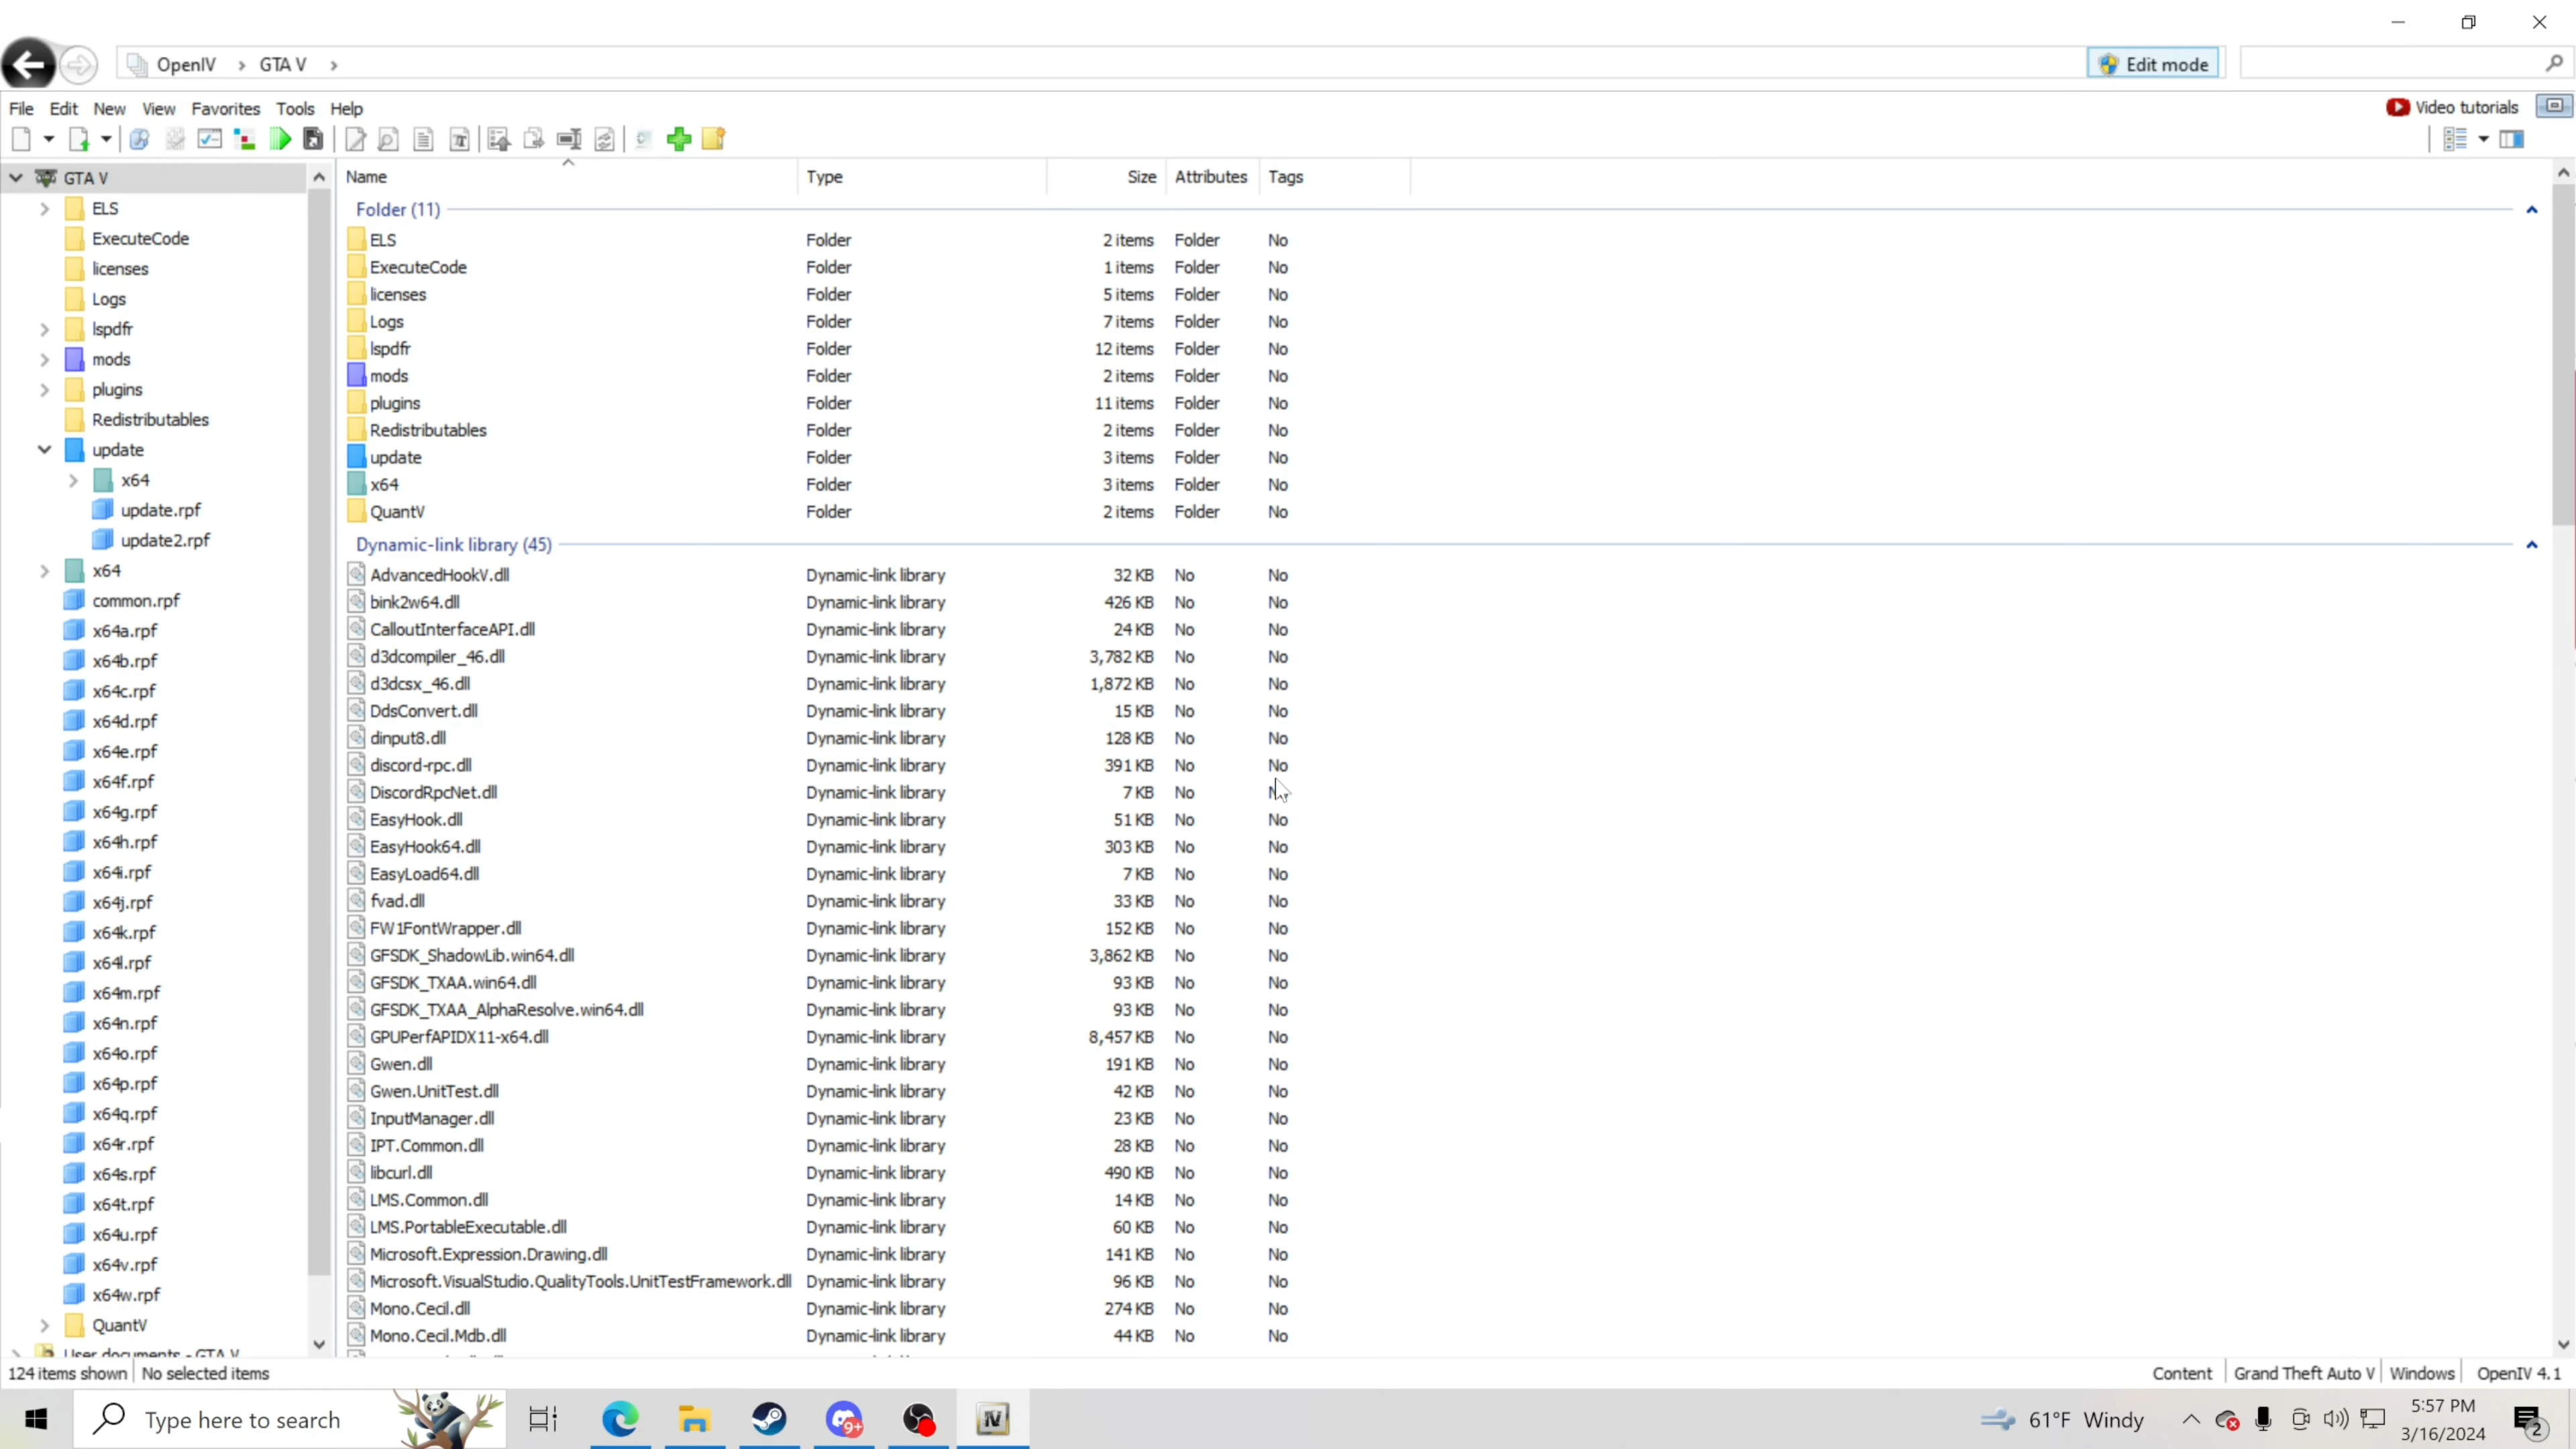 OpenIV > GTA V >
Edit mode
File Edit New View Favorites Tools Help
Video tutorials
GTA V
ELS
ExecuteCode
licenses
Logs
lspdfr
mods
plugins
Redistributables
update
x64
update.rpf
update2.rpf
x64
common.rpf
x64a.rpf
x64b.rpf
x64c.rpf
x64d.rpf
x64e.rpf
x64f.rpf
x64g.rpf
x64h.rpf
x64i.rpf
x64j.rpf
x64k.rpf
x64l.rpf
x64m.rpf
x64n.rpf
x64o.rpf
x64p.rpf
x64q.rpf
x64r.rpf
x64s.rpf
x64t.rpf
x64u.rpf
x64v.rpf
x64w.rpf
QuantV
User documents - GTA V
Name Type Size Attributes Tags
Folder (11)
ELS Folder 2 items Folder No
ExecuteCode Folder 1 items Folder No
licenses Folder 5 items Folder No
Logs Folder 7 items Folder No
lspdfr Folder 12 items Folder No
mods Folder 2 items Folder No
plugins Folder 11 items Folder No
Redistributables Folder 2 items Folder No
update Folder 3 items Folder No
x64 Folder 3 items Folder No
QuantV Folder 2 items Folder No
Dynamic-link library (45)
AdvancedHookV.dll Dynamic-link library 32 KB No No
bink2w64.dll Dynamic-link library 426 KB No No
CalloutInterfaceAPI.dll Dynamic-link library 24 KB No No
d3dcompiler_46.dll Dynamic-link library 3,782 KB No No
d3dcsx_46.dll Dynamic-link library 1,872 KB No No
DdsConvert.dll Dynamic-link library 15 KB No No
dinput8.dll Dynamic-link library 128 KB No No
discord-rpc.dll Dynamic-link library 391 KB No No
DiscordRpcNet.dll Dynamic-link library 7 KB No No
EasyHook.dll Dynamic-link library 51 KB No No
EasyHook64.dll Dynamic-link library 303 KB No No
EasyLoad64.dll Dynamic-link library 7 KB No No
fvad.dll Dynamic-link library 33 KB No No
FW1FontWrapper.dll Dynamic-link library 152 KB No No
GFSDK_ShadowLib.win64.dll Dynamic-link library 3,862 KB No No
GFSDK_TXAA.win64.dll Dynamic-link library 93 KB No No
GFSDK_TXAA_AlphaResolve.win64.dll Dynamic-link library 93 KB No No
GPUPerfAPIDX11-x64.dll Dynamic-link library 8,457 KB No No
Gwen.dll Dynamic-link library 191 KB No No
Gwen.UnitTest.dll Dynamic-link library 42 KB No No
InputManager.dll Dynamic-link library 23 KB No No
IPT.Common.dll Dynamic-link library 28 KB No No
libcurl.dll Dynamic-link library 490 KB No No
LMS.Common.dll Dynamic-link library 14 KB No No
LMS.PortableExecutable.dll Dynamic-link library 60 KB No No
Microsoft.Expression.Drawing.dll Dynamic-link library 141 KB No No
Microsoft.VisualStudio.QualityTools.UnitTestFramework.dll Dynamic-link library 96 KB No No
Mono.Cecil.dll Dynamic-link library 274 KB No No
Mono.Cecil.Mdb.dll Dynamic-link library 44 KB No No
124 items shown No selected items
Content Grand Theft Auto V Windows OpenIV 4.1
Type here to search
9+
IV
61°F Windy
5:57 PM
3/16/2024
2